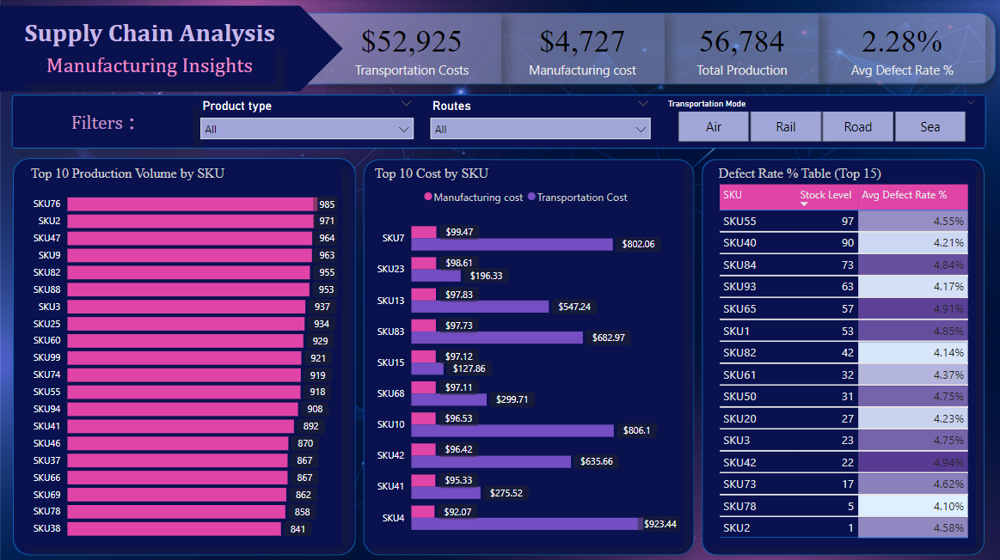 Supply Chain Analysis
Manufacturing Insights
$52,925
Transportation Costs
$4,727
Manufacturing cost
56,784
Total Production
2.28%
Avg Defect Rate %
Filters :
Product type
All
Routes
All
Transportation Mode
Air
Rail
Road
Sea
Top 10 Production Volume by SKU
SKU76 985
SKU2 971
SKU47 964
SKU9 963
SKU82 955
SKU88 953
SKU3 937
SKU25 934
SKU60 929
SKU99 921
SKU74 919
SKU55 918
SKU94 908
SKU41 892
SKU46 870
SKU37 867
SKU66 867
SKU69 862
SKU78 858
SKU38 841
Top 10 Cost by SKU
Manufacturing cost Transportation Cost
SKU7 $99.47 $802.06
SKU23 $98.61 $196.33
SKU13 $97.83 $547.24
SKU83 $97.73 $682.97
SKU15 $97.12 $127.86
SKU68 $97.11 $299.71
SKU10 $96.53 $806.1
SKU42 $96.42 $635.66
SKU41 $95.33 $275.52
SKU4 $92.07 $923.44
Defect Rate % Table (Top 15)
SKU Stock Level Avg Defect Rate %
SKU55 97 4.55%
SKU40 90 4.21%
SKU84 73 4.84%
SKU93 63 4.17%
SKU65 57 4.91%
SKU1 53 4.85%
SKU82 42 4.14%
SKU61 32 4.37%
SKU50 31 4.75%
SKU20 27 4.23%
SKU3 23 4.75%
SKU42 22 4.94%
SKU73 17 4.62%
SKU78 5 4.10%
SKU2 1 4.58%